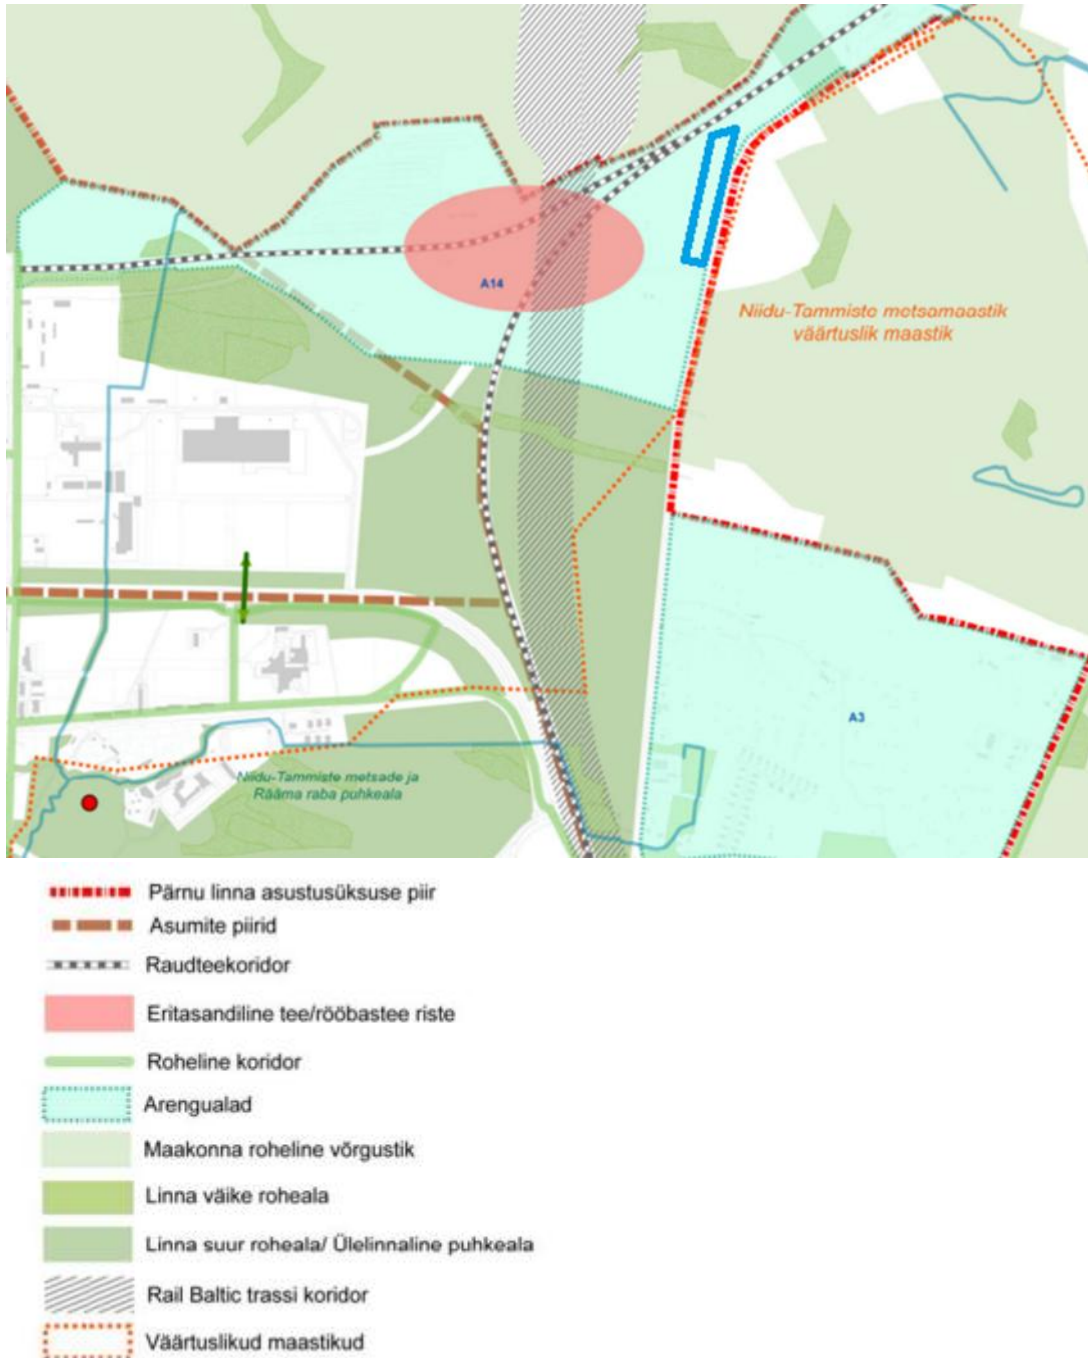 A14
Niidu-Tammiste metsamaastik
väärtuslik maastik
A3
Niidu-Tammiste metsade ja
Rääma raba puhkeala
Pärnu linna asustusüksuse piir
Asumite piirid
Raudteekoridor
Eritasandiline tee/rööbastee riste
Roheline koridor
Arengualad
Maakonna roheline võrgustik
Linna väike roheala
Linna suur roheala/ Ülelinnaline puhkeala
Rail Baltic trassi koridor
Väärtuslikud maastikud